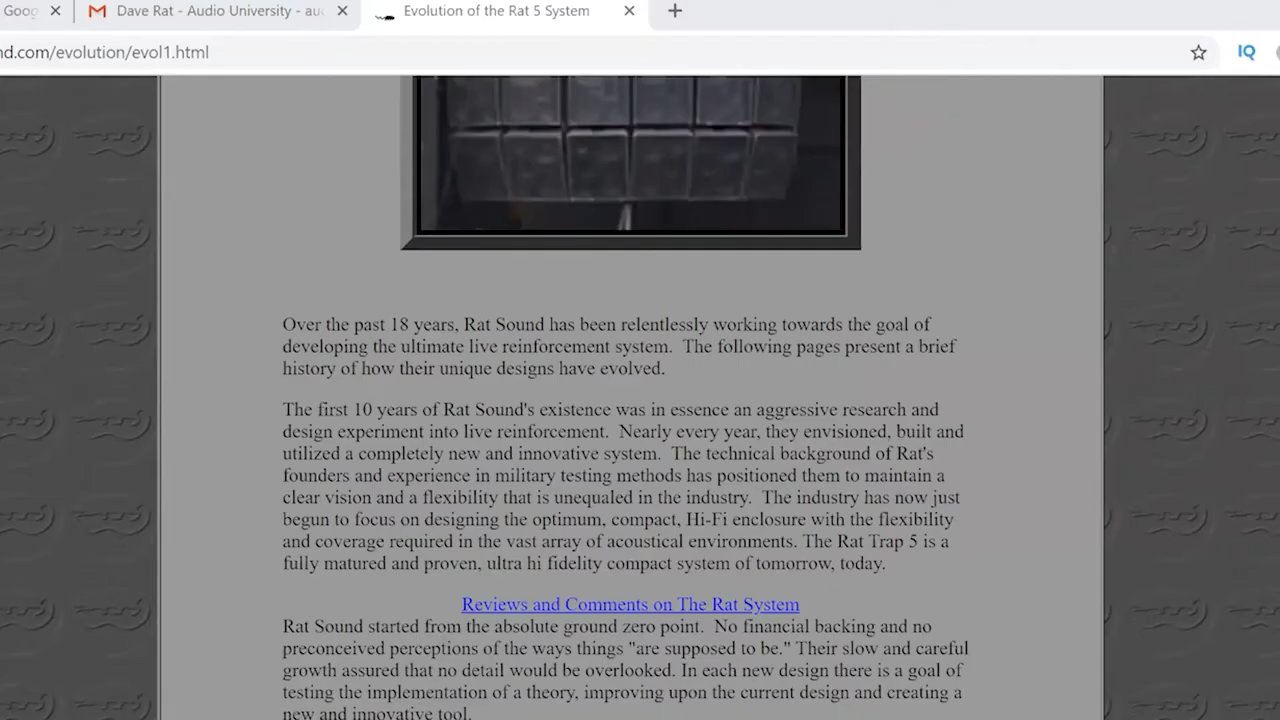 Goog
Dave Rat - Audio University - au
Evolution of the Rat 5 System
nd.com/evolution/evol1.html
IQ
Over the past 18 years, Rat Sound has been relentlessly working towards the goal of
developing the ultimate live reinforcement system.  The following pages present a brief
history of how their unique designs have evolved.
The first 10 years of Rat Sound's existence was in essence an aggressive research and
design experiment into live reinforcement.  Nearly every year, they envisioned, built and
utilized a completely new and innovative system.  The technical background of Rat's
founders and experience in military testing methods has positioned them to maintain a
clear vision and a flexibility that is unequaled in the industry.  The industry has now just
begun to focus on designing the optimum, compact, Hi-Fi enclosure with the flexibility
and coverage required in the vast array of acoustical environments. The Rat Trap 5 is a
fully matured and proven, ultra hi fidelity compact system of tomorrow, today.
Reviews and Comments on The Rat System
Rat Sound started from the absolute ground zero point.  No financial backing and no
preconceived perceptions of the ways things "are supposed to be." Their slow and careful
growth assured that no detail would be overlooked. In each new design there is a goal of
testing the implementation of a theory, improving upon the current design and creating a
new and innovative tool.